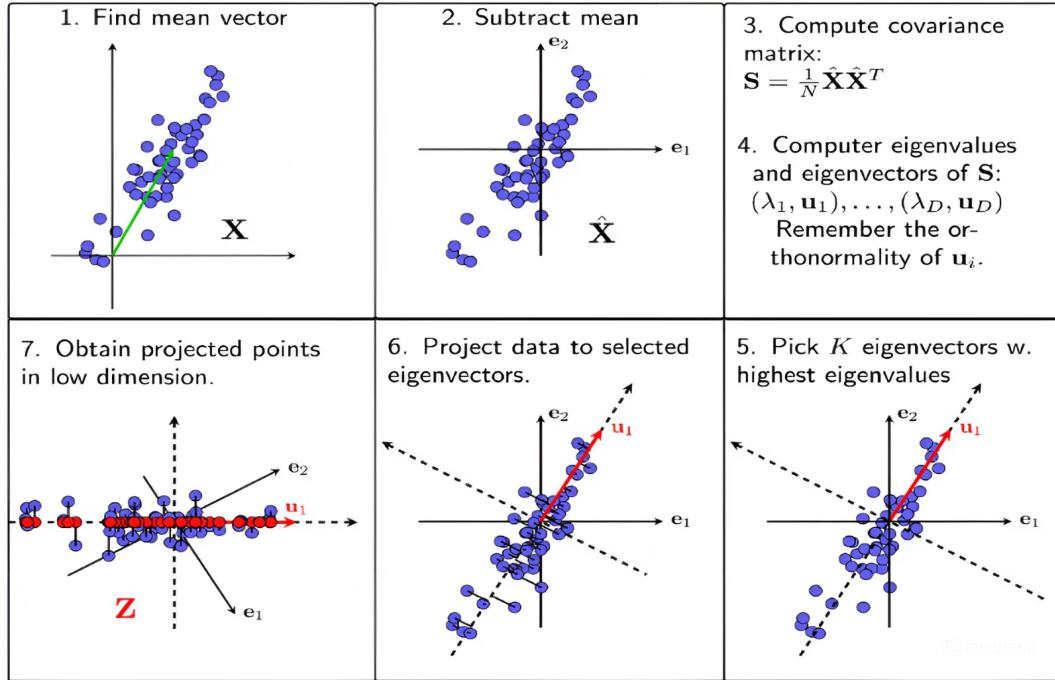 1. Find mean vector
X
2. Subtract mean
e₂
e₁
X̂
3. Compute covariance
matrix:
S = 1/N X̂X̂ᵀ
4. Computer eigenvalues
and eigenvectors of S:
(λ₁, u₁), . . . , (λ_D, u_D)
Remember the or-
thonormality of uᵢ.
7. Obtain projected points
in low dimension.
e₂
u₁
Z
e₁
6. Project data to selected
eigenvectors.
e₂
u₁
e₁
5. Pick K eigenvectors w.
highest eigenvalues
e₂
u₁
e₁